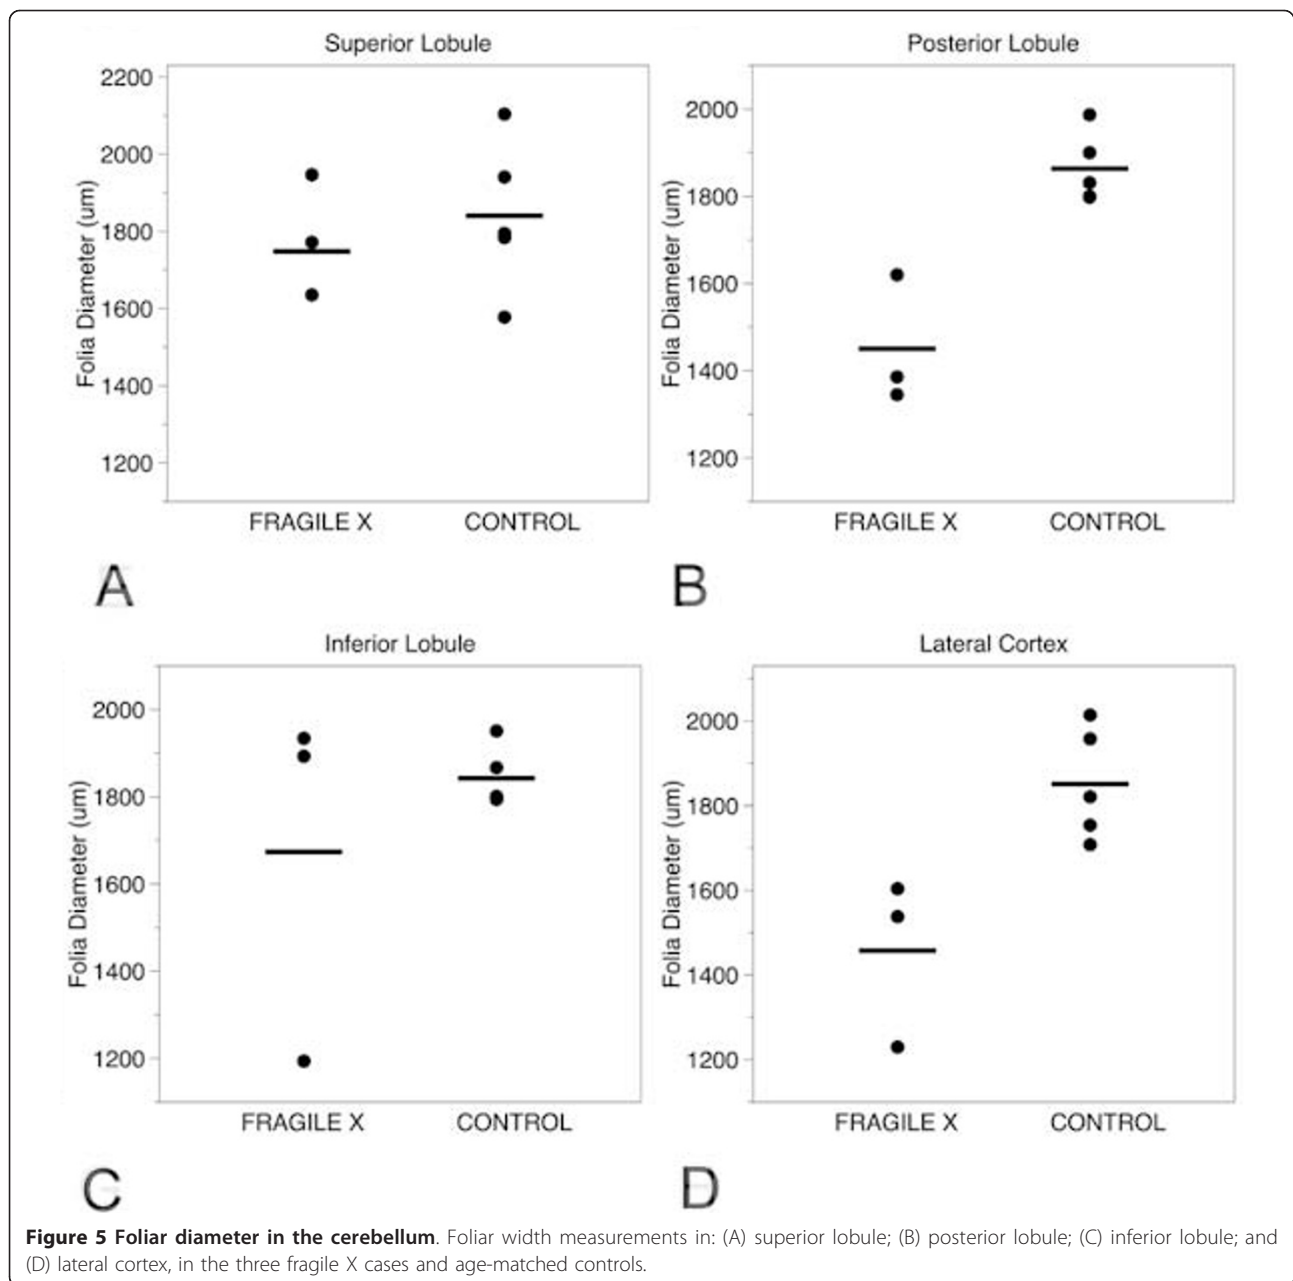 Superior Lobule
2200
2000
1800
1600
1400
1200
Folia Diameter (um)
FRAGILE X CONTROL
A
Posterior Lobule
2000
1800
1600
1400
1200
Folia Diameter (um)
FRAGILE X CONTROL
B
Inferior Lobule
2000
1800
1600
1400
1200
Folia Diameter (um)
FRAGILE X CONTROL
C
Lateral Cortex
2000
1800
1600
1400
1200
Folia Diameter (um)
FRAGILE X CONTROL
D
Figure 5 Foliar diameter in the cerebellum. Foliar width measurements in: (A) superior lobule; (B) posterior lobule; (C) inferior lobule; and
(D) lateral cortex, in the three fragile X cases and age-matched controls.